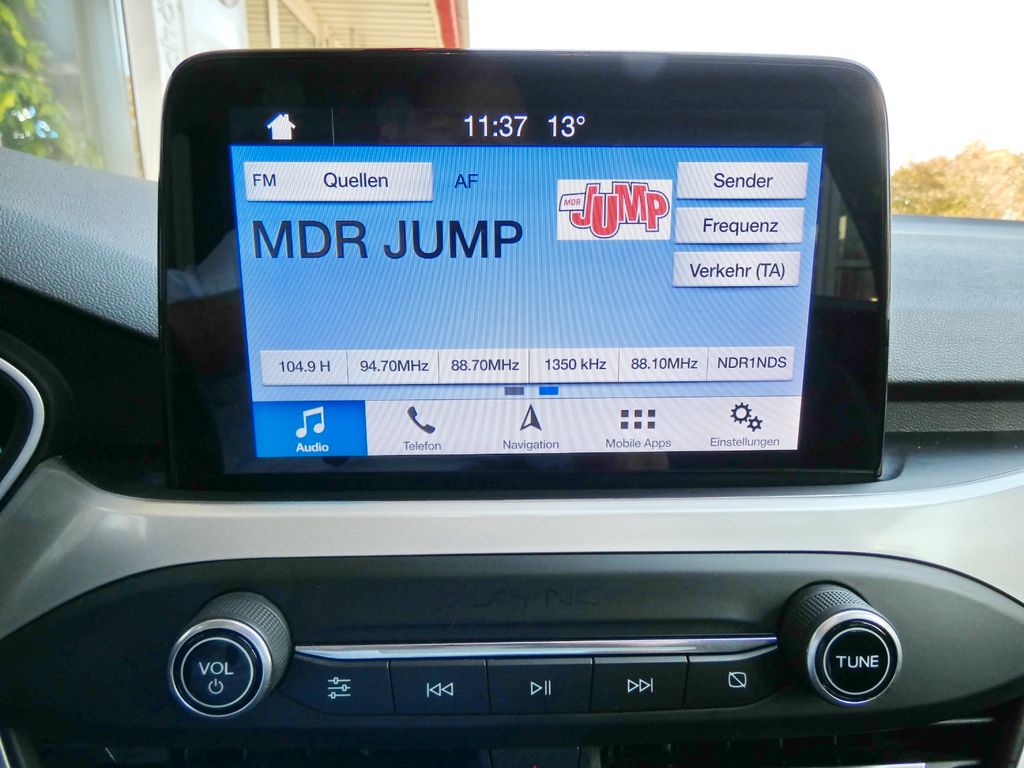 11:37 13°
FM Quellen AF
MDR JUMP
MDR JUMP
Sender
Frequenz
Verkehr (TA)
104.9 H 94.70MHz 88.70MHz 1350 kHz 88.10MHz NDR1NDS
Audio Telefon Navigation Mobile Apps Einstellungen
SYNC
VOL TUNE